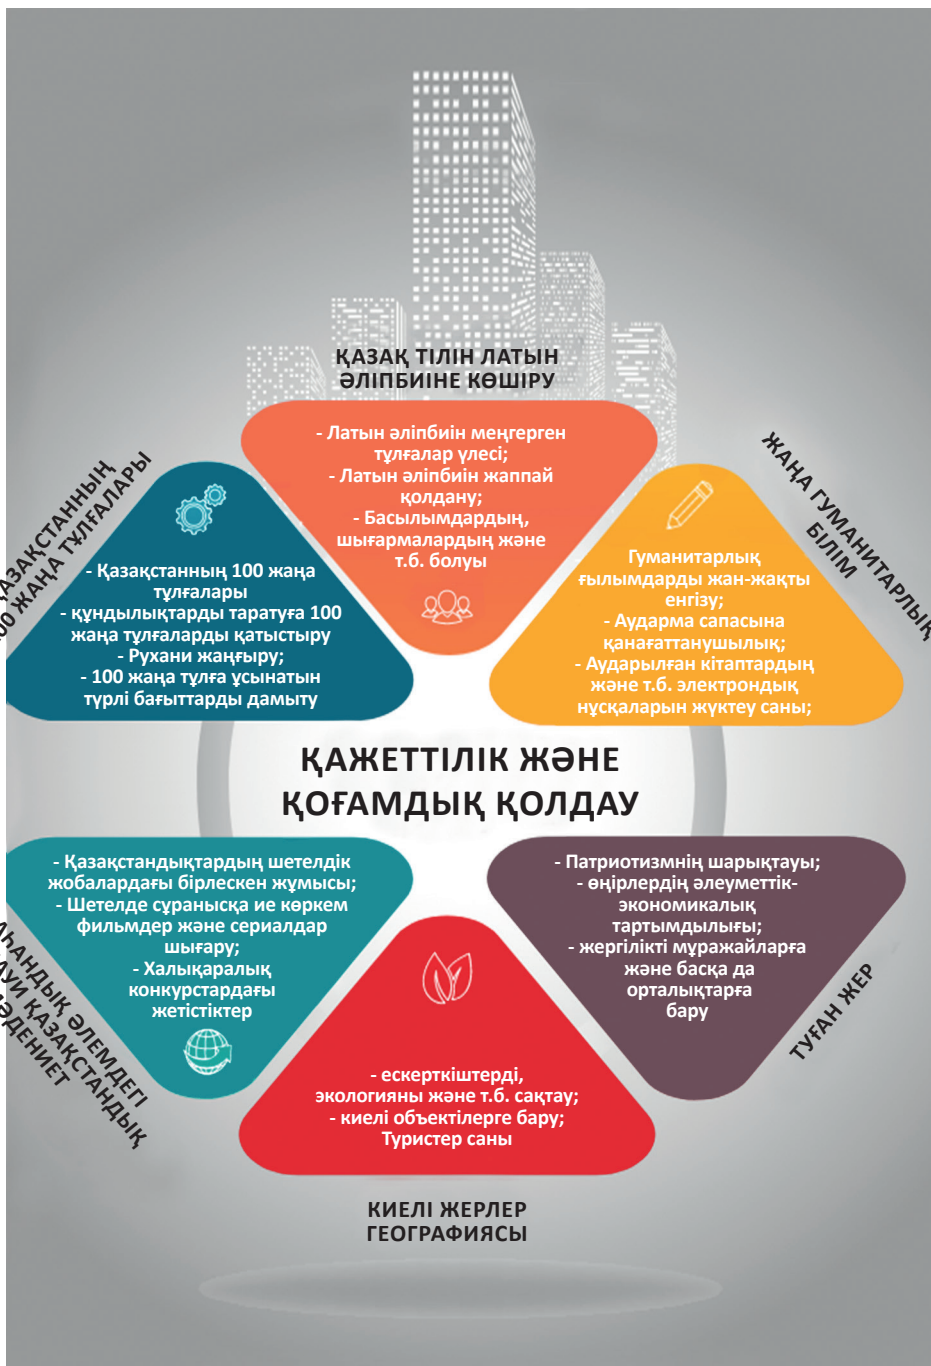 ҚАЗАҚ ТІЛІН ЛАТЫН
ӘЛІПБИІНЕ КӨШІРУ
- Латын әліпбиін меңгерген
тұлғалар үлесі;
- Латын әліпбиін жаппай
қолдану;
- Басылымдардың,
шығармалардың және
т.б. болуы
ҚАЗАҚСТАННЫҢ
ЖАҢА ТҰЛҒАЛАРЫ
- Қазақстанның 100 жаңа
тұлғалары
- құндылықтарды таратуға 100
жаңа тұлғаларды қатыстыру
- Рухани жаңғыру;
- 100 жаңа тұлға ұсынатын
түрлі бағыттарды дамыту
ЖАҢА ГУМАНИТАРЛЫҚ
БІЛІМ
Гуманитарлық
ғылымдарды жан-жақты
енгізу;
- Аударма сапасына
қанағаттанушылық;
- Аударылған кітаптардың
және т.б. электрондық
нұсқаларын жүктеу саны;
ҚАЖЕТТІЛІК ЖӘНЕ
ҚОҒАМДЫҚ ҚОЛДАУ
- Қазақстандықтардың шетелдік
жобалардағы бірлескен жұмысы;
- Шетелде сұранысқа ие көркем
фильмдер және сериалдар
шығару;
- Халықаралық
конкурстардағы
жетістіктер
ӘЛЕМДЕГІ
ҚАЗАҚСТАНДЫҚ
МӘДЕНИЕТ
- Патриотизмнің шарықтауы;
- өңірлердің әлеуметтік-
экономикалық
тартымдылығы;
- жергілікті мұражайларға
және басқа да
орталықтарға
бару
ТУҒАН ЖЕР
- ескерткіштерді,
экологияны және т.б. сақтау;
- киелі объектілерге бару;
Туристер саны
КИЕЛІ ЖЕРЛЕР
ГЕОГРАФИЯСЫ